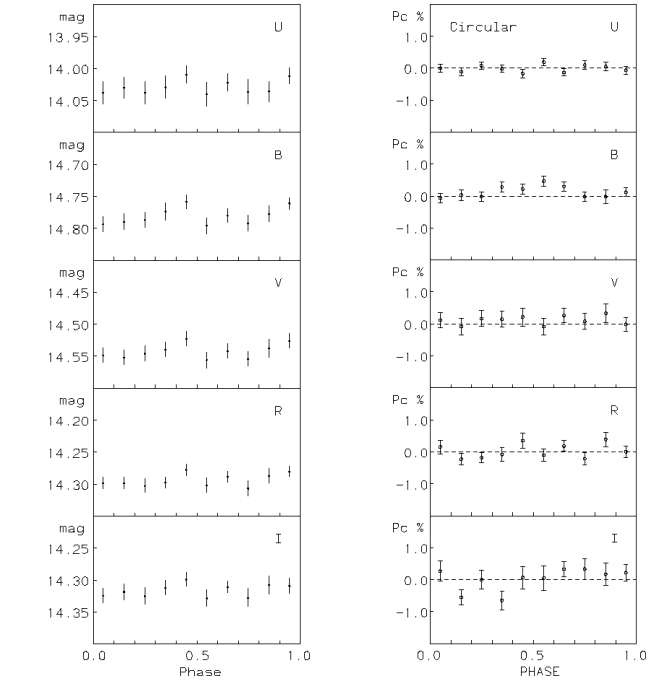 mag
13.95
14.00
14.05
U
mag
14.70
14.75
14.80
B
mag
14.45
14.50
14.55
V
mag
14.20
14.25
14.30
R
mag
14.25
14.30
14.35
I
0.0 0.5 1.0
Phase
Pc %
1.0
0.0
−1.0
Circular U
Pc %
1.0
0.0
−1.0
B
Pc %
1.0
0.0
−1.0
V
Pc %
1.0
0.0
−1.0
R
Pc %
1.0
0.0
−1.0
I
0.0 0.5 1.0
PHASE